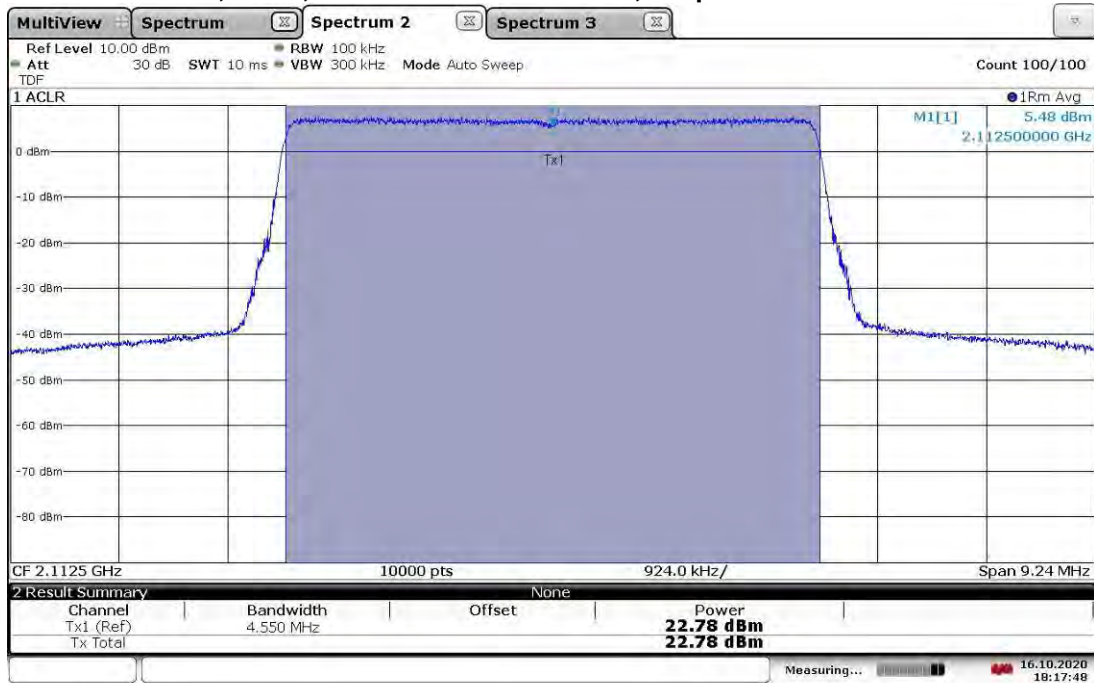 MultiView Spectrum Spectrum 2 Spectrum 3
Ref Level 10.00 dBm RBW 100 kHz
Att 30 dB SWT 10 ms VBW 300 kHz Mode Auto Sweep Count 100/100
TDF
1 ACLR 1Rm Avg
M1[1] 5.48 dBm
2.112500000 GHz
0 dBm
Tx1
-10 dBm
-20 dBm
-30 dBm
-40 dBm
-50 dBm
-60 dBm
-70 dBm
-80 dBm
CF 2.1125 GHz 10000 pts 924.0 kHz/ Span 9.24 MHz
2 Result Summary None
Channel Bandwidth Offset Power
Tx1 (Ref) 4.550 MHz 22.78 dBm
Tx Total 22.78 dBm
Measuring... 16.10.2020
18:17:48